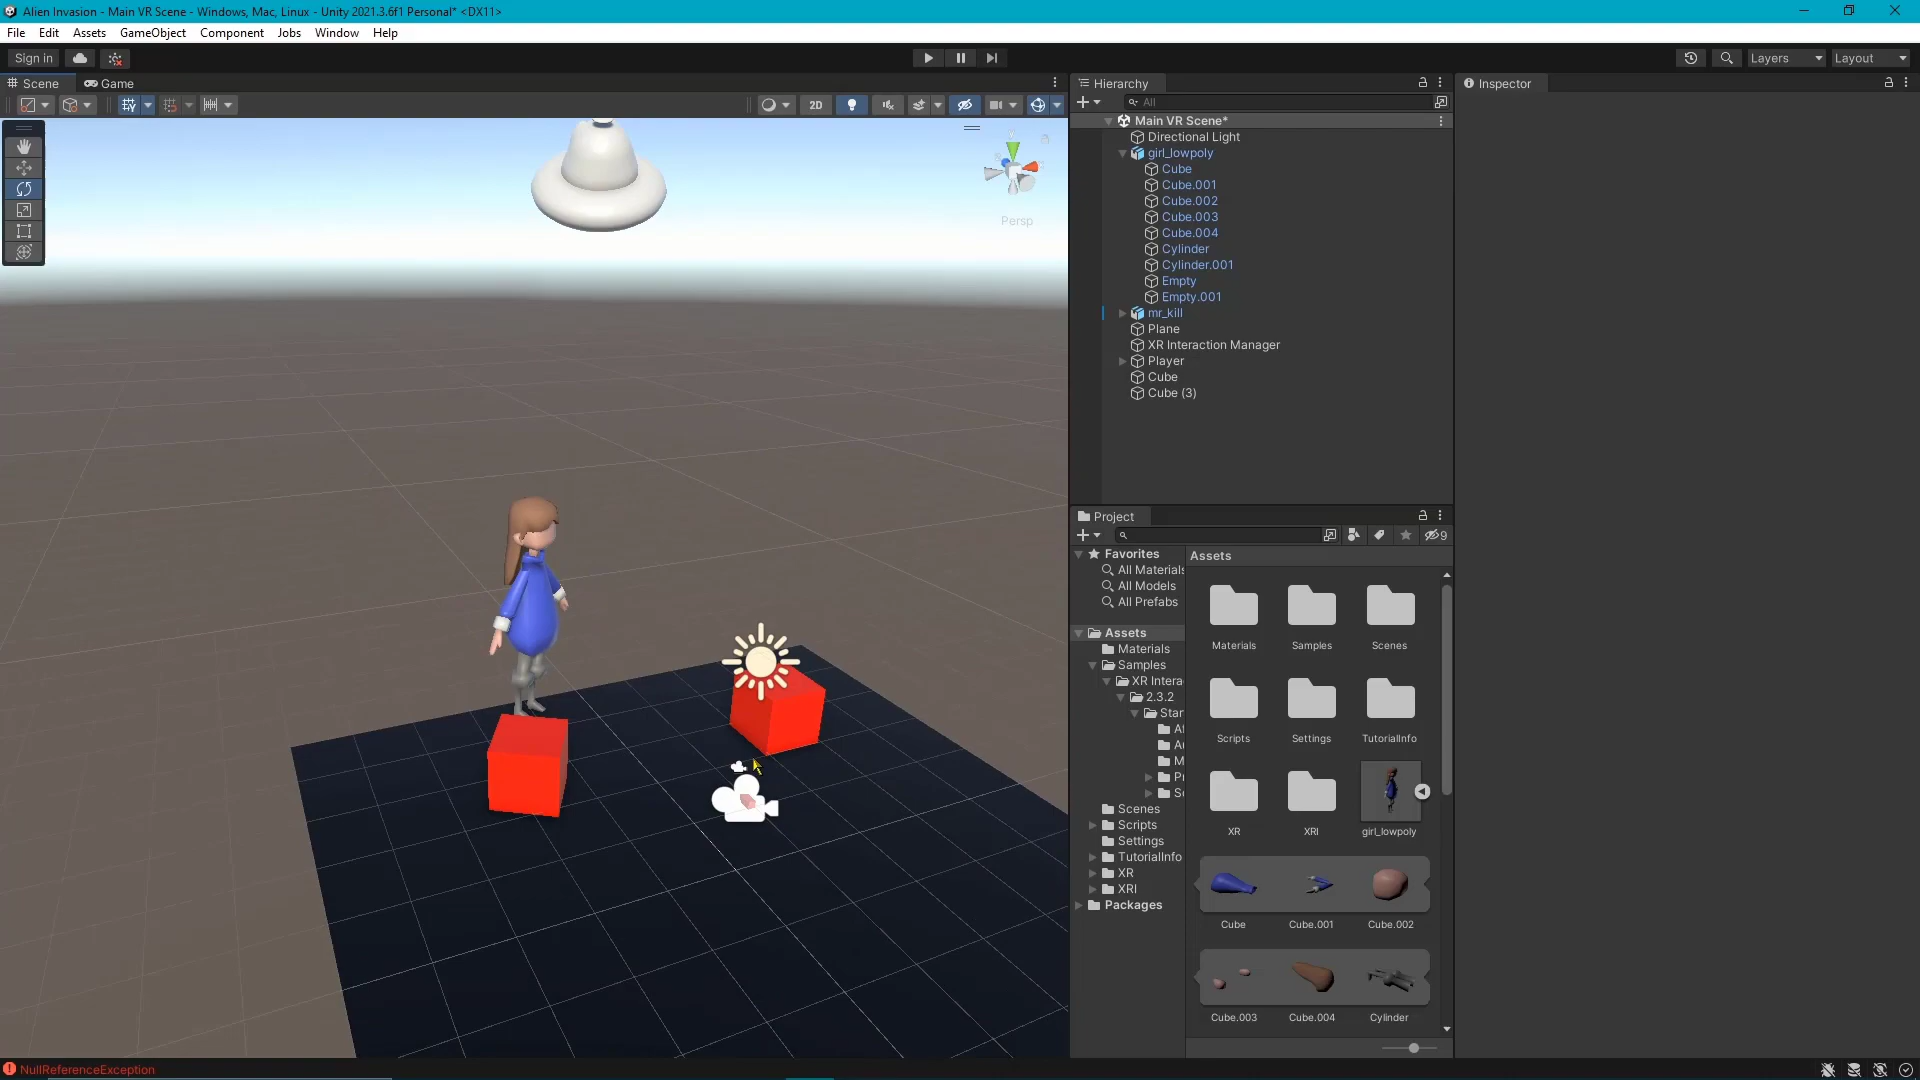 Alien Invasion - Main VR Scene - Windows, Mac, Linux - Unity 2021.3.6f1 Personal* <DX11>
File Edit Assets GameObject Component Jobs Window Help
Sign in
Layers
Layout
Scene
Game
2D
Persp
Hierarchy
All
Main VR Scene*
Directional Light
girl_lowpoly
Cube
Cube.001
Cube.002
Cube.003
Cube.004
Cylinder
Cylinder.001
Empty
Empty.001
mr_kill
Plane
XR Interaction Manager
Player
Cube
Cube (3)
Inspector
Project
9
Favorites
All Materials
All Models
All Prefabs
Assets
Materials
Samples
XR Intera
2.3.2
Star
Scenes
Scripts
Settings
TutorialInfo
XR
XRI
Packages
Assets
Materials
Samples
Scenes
Scripts
Settings
TutorialInfo
XR
XRI
girl_lowpoly
Cube
Cube.001
Cube.002
Cube.003
Cube.004
Cylinder
NullReferenceException